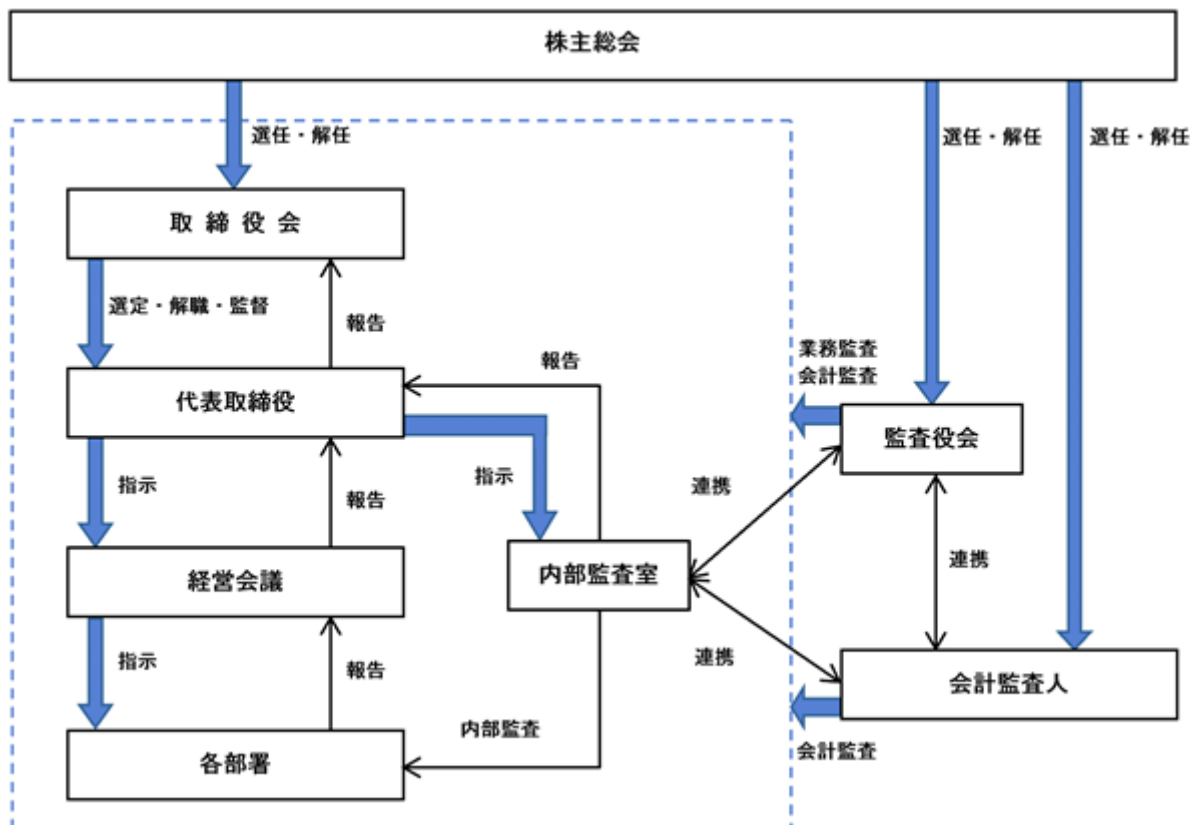 株主総会
選任・解任
選任・解任
選任・解任
取 締 役 会
選定・解職・監督
報告
業務監査
会計監査
報告
代表取締役
監査役会
指示
報告
指示
連携
内部監査室
連携
経営会議
指示
報告
連携
会計監査人
内部監査
会計監査
各部署